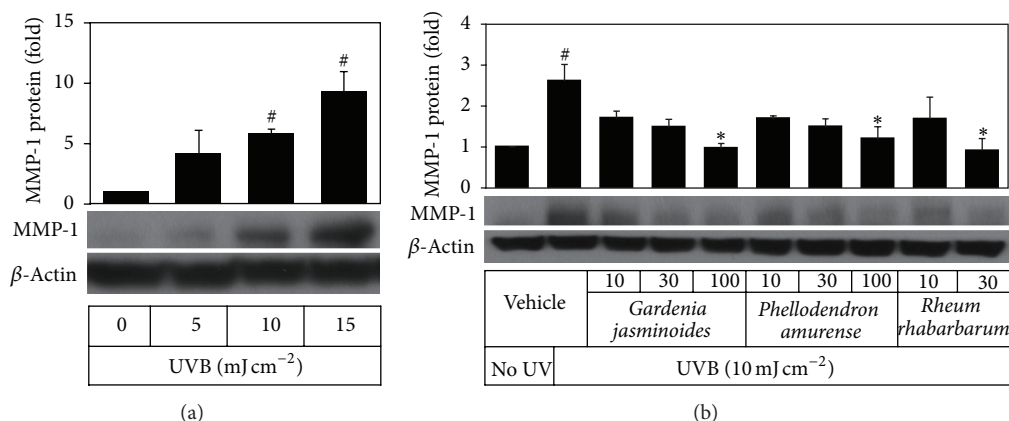 MMP-1 protein (fold)
15
10
5
0
#
#
MMP-1
β-Actin
0 5 10 15
UVB (mJ cm⁻²)
(a)
MMP-1 protein (fold)
4
3
2
1
0
#
*
*
*
MMP-1
β-Actin
Vehicle
10 30 100 10 30 100 10 30
Gardenia
jasminoides
Phellodendron
amurense
Rheum
rhabarbarum
No UV UVB (10 mJ cm⁻²)
(b)